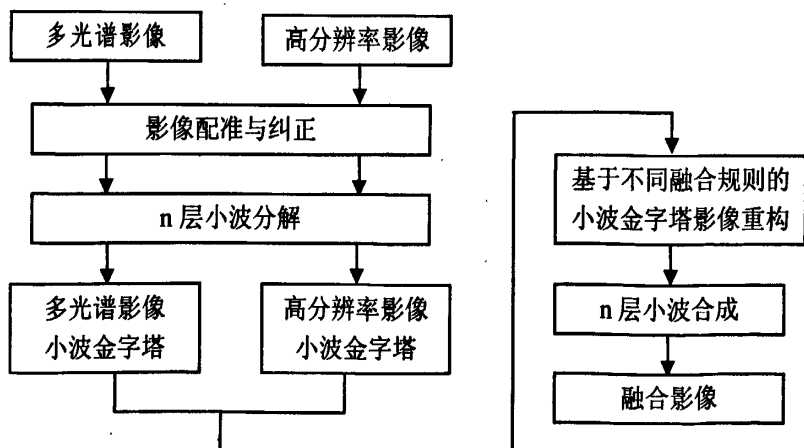 多光谱影像
高分辨率影像
影像配准与纠正
n层小波分解
多光谱影像
小波金字塔
高分辨率影像
小波金字塔
基于不同融合规则的
小波金字塔影像重构
n层小波合成
融合影像